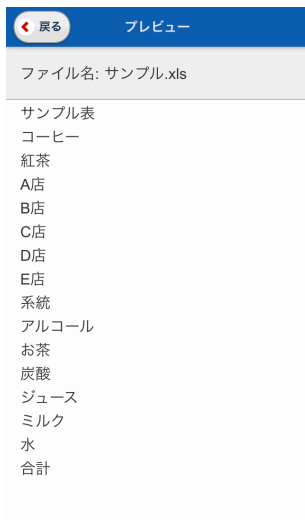 戻る
プレビュー
ファイル名: サンプル.xls
サンプル表
コーヒー
紅茶
A店
B店
C店
D店
E店
系統
アルコール
お茶
炭酸
ジュース
ミルク
水
合計